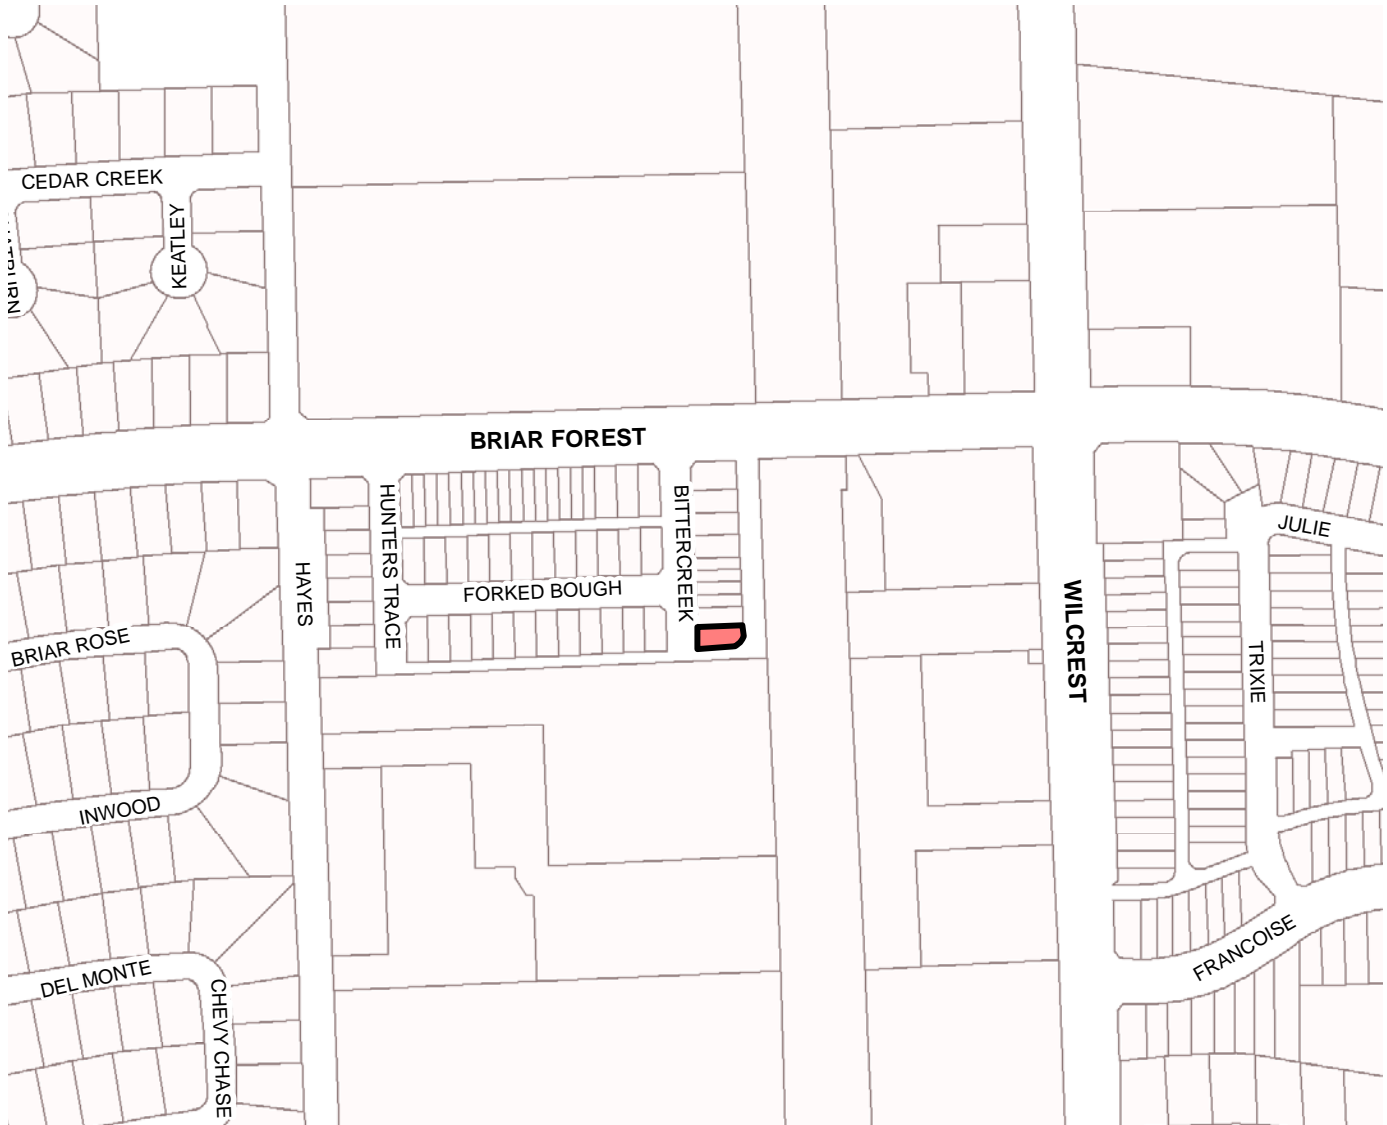 CEDAR CREEK
KEATLEY
BRIAR FOREST
HUNTERS TRACE
BITTERCREEK
JULIE
HAYES
FORKED BOUGH
WILCREST
BRIAR ROSE
TRIXIE
INWOOD
FRANCOISE
DEL MONTE
CHEVY CHASE